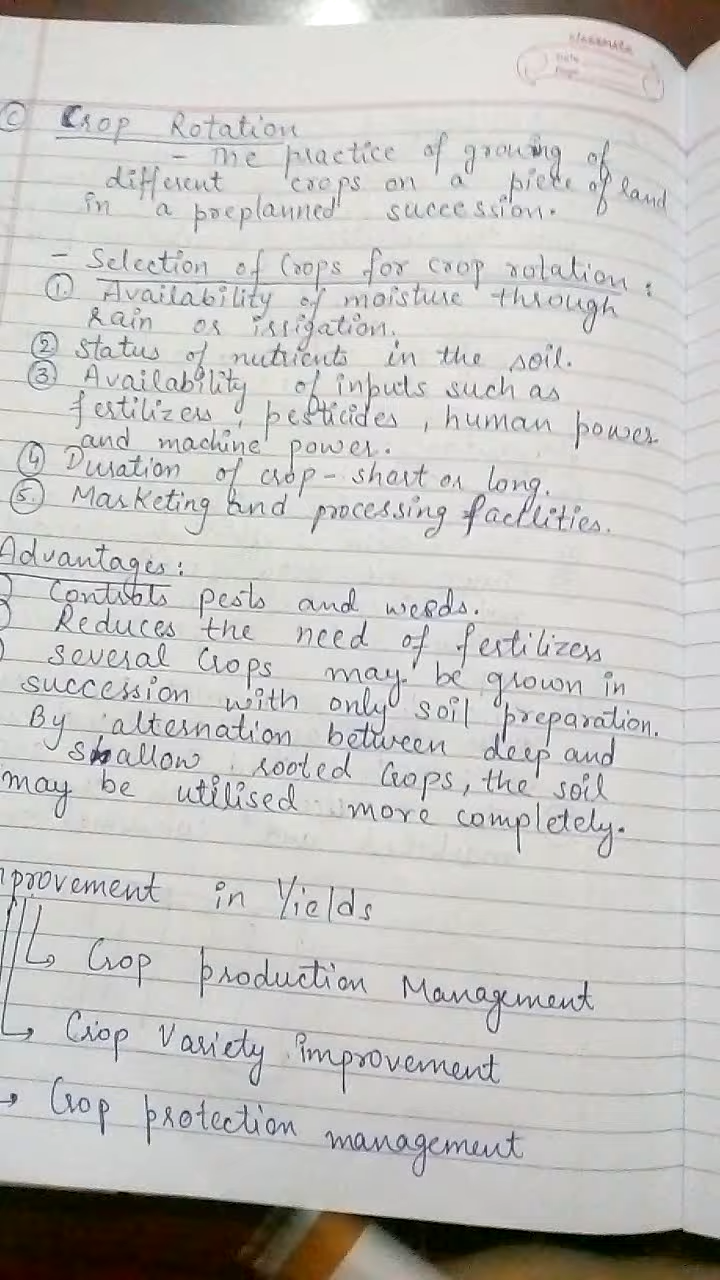 classmate
Date
Page
C Crop Rotation
- The practice of growing of
different crops on a piece of land
in a preplanned succession.
- Selection of Crops for crop rotation :
① Availability of moisture through
Rain or irrigation.
② Status of nutrients in the soil.
③ Availability of inputs such as
fertilizers, pesticides, human power
and machine power.
④ Duration of crop - short or long.
⑤. Marketing and processing facilities.
Advantages :
Controls pests and weeds.
Reduces the need of fertilizers
several Crops may be grown in
succession with only soil preparation.
By alternation between deep and
shallow rooted Crops, the soil
may be utilised more completely.
mprovement in Yields
↳ Crop production Management
↳ Crop Variety improvement
→ Crop protection management